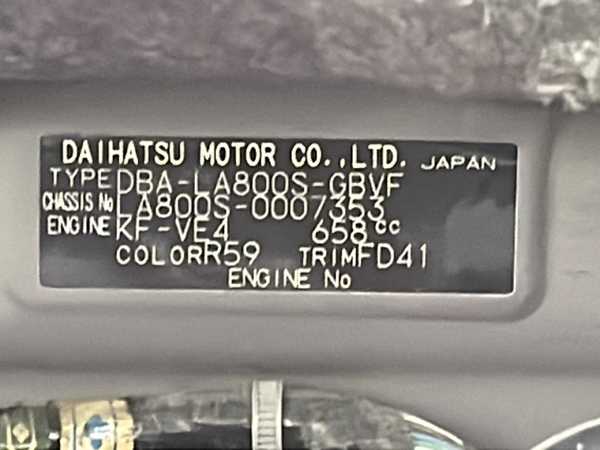 DAIHATSU MOTOR CO.,LTD. JAPAN
TYPE DBA-LA800S-GBVF
CHASSIS No LA800S-0007353
ENGINE KF-VE4 658cc
COLOR R59 TRIM FD41
ENGINE No